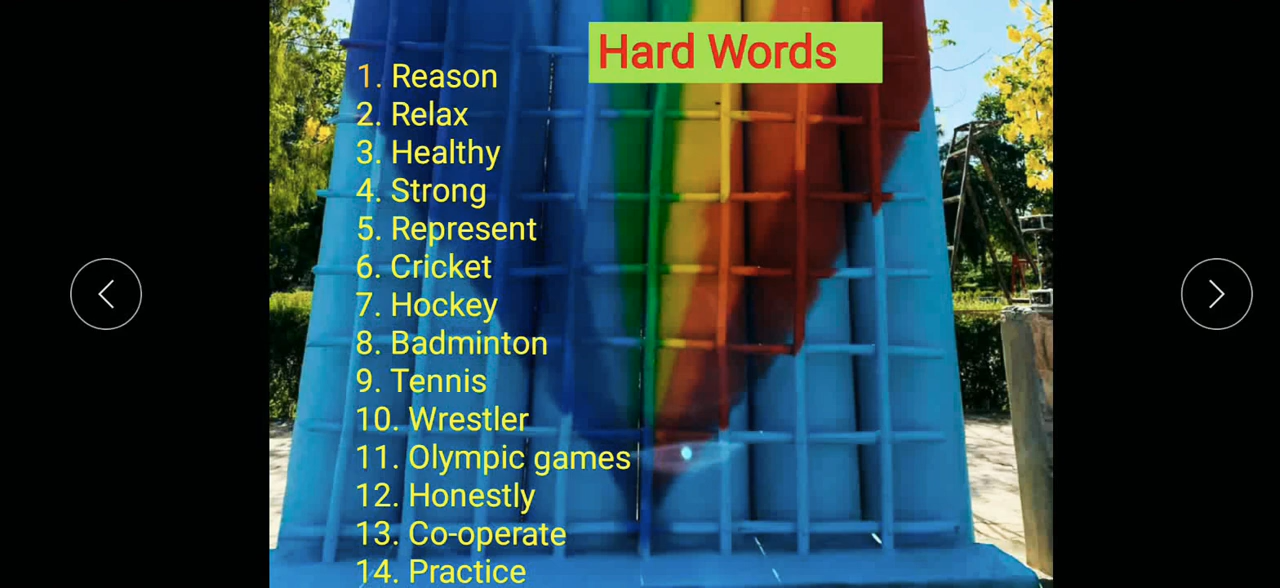 Hard Words
1. Reason
2. Relax
3. Healthy
4. Strong
5. Represent
6. Cricket
7. Hockey
8. Badminton
9. Tennis
10. Wrestler
11. Olympic games
12. Honestly
13. Co-operate
14. Practice